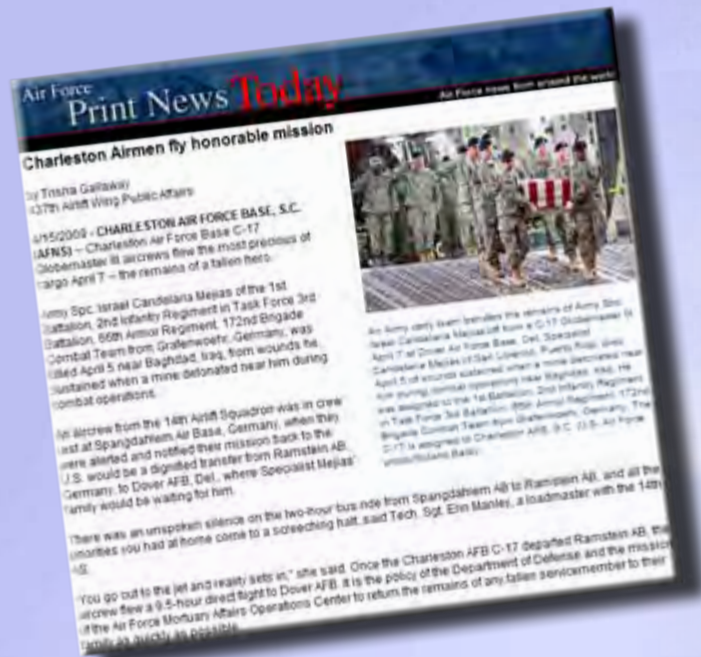 Air Force
Print News Today
Air Force news from around the world
Charleston Airmen fly honorable mission
by Trisha Gallaway
437th Airlift Wing Public Affairs
4/15/2009 - CHARLESTON AIR FORCE BASE, S.C.
(AFNS) -- Charleston Air Force Base C-17
Globemaster III aircrews flew the most precious of
cargo April 7 -- the remains of a fallen hero.
Army Spc. Israel Candelaria Mejias of the 1st
Battalion, 2nd Infantry Regiment in Task Force 3rd
Battalion, 66th Armor Regiment, 172nd Brigade
Combat Team from Grafenwoehr, Germany, was
killed April 5 near Baghdad, Iraq, from wounds he
sustained when a mine detonated near him during
combat operations.
An aircrew from the 14th Airlift Squadron was in crew
rest at Spangdahlem Air Base, Germany, when they
were alerted and notified their mission back to the
U.S. would be a dignified transfer from Ramstein AB,
Germany, to Dover AFB, Del., where Specialist Mejias'
family would be waiting for him.
An Army carry team transfers the remains of Army Spc.
Israel Candelaria Mejias off from a C-17 Globemaster III
April 7 at Dover Air Force Base, Del. Specialist
Candelaria Mejias of San Lorenzo, Puerto Rico, died
April 5 of wounds sustained when a mine detonated near
him during combat operations near Baghdad, Iraq. He
was assigned to the 1st Battalion, 2nd Infantry Regiment
in Task Force 3rd Battalion, 66th Armor Regiment, 172nd
Brigade Combat Team from Grafenwoehr, Germany. The
C-17 is assigned to Charleston AFB, S.C. (U.S. Air Force
There was an unspoken silence on the two-hour bus ride from Spangdahlem AB to Ramstein AB, and all the
priorities you had at home come to a screeching halt, said Tech. Sgt. Erin Manley, a loadmaster with the 14th
AS.
"You go out to the jet and reality sets in," she said. Once the Charleston AFB C-17 departed Ramstein AB, the
aircrew flew a 9.5-hour direct flight to Dover AFB. It is the policy of the Department of Defense and the mission
of the Air Force Mortuary Affairs Operations Center to return the remains of any fallen servicemember to their
family as quickly as possible.